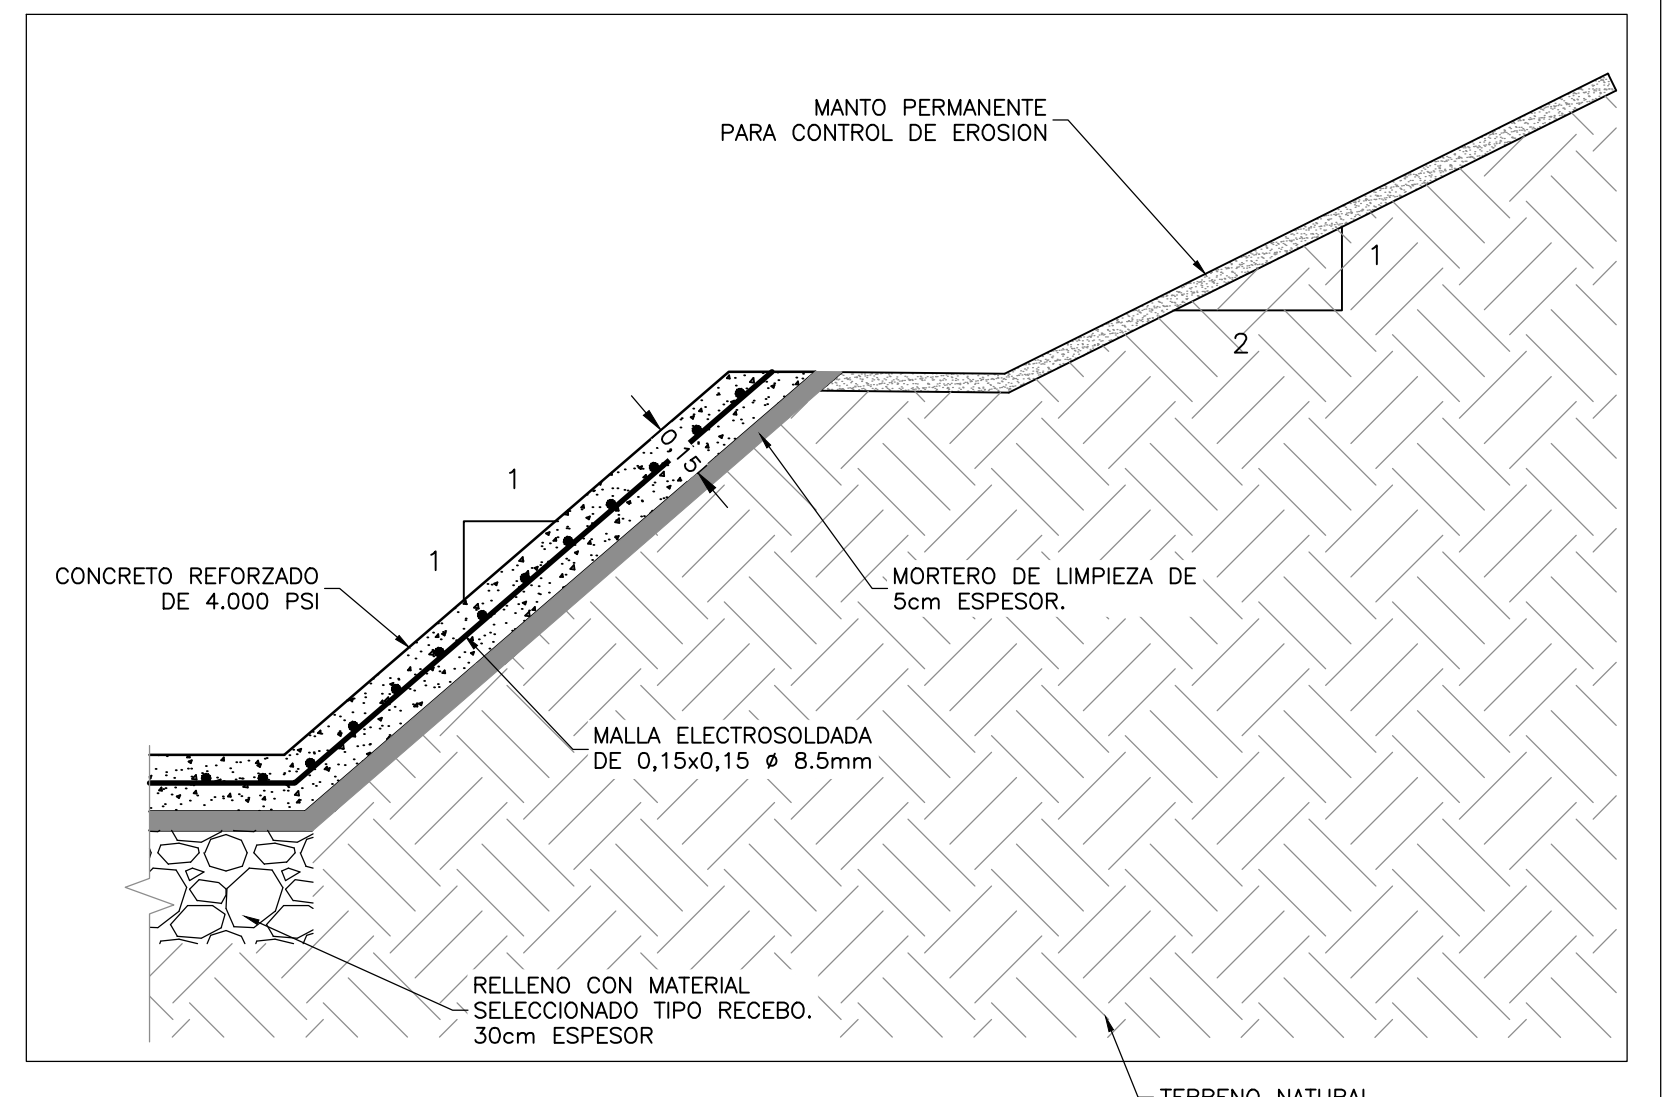 MANTO PERMANENTE
PARA CONTROL DE EROSION
1
2
0 15
1
1
CONCRETO REFORZADO
DE 4.000 PSI
MORTERO DE LIMPIEZA DE
5cm ESPESOR.
MALLA ELECTROSOLDADA
DE 0,15x0,15 ø 8.5mm
RELLENO CON MATERIAL
SELECCIONADO TIPO RECEBO.
30cm ESPESOR
TERRENO NATURAL